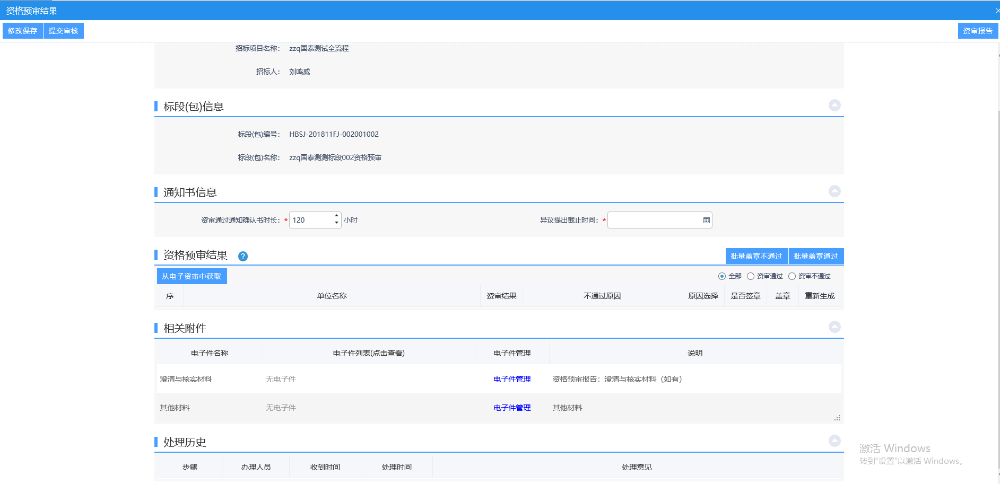 资格预审结果
修改保存 提交审核 资审报告
招标项目名称： zzq国泰测试全流程
招标人： 刘鸣威
标段(包)信息
标段(包)编号： HBSJ-201811FJ-002001002
标段(包)名称： zzq国泰测测标段002资格预审
通知书信息
资审通过通知确认书时长：* 120 小时 异议提出截止时间：*
资格预审结果 ? 批量盖章不通过 批量盖章通过
从电子资审中获取 全部 资审通过 资审不通过
序 单位名称 资审结果 不通过原因 原因选择 是否签章 盖章 重新生成
相关附件
电子件名称 电子件列表(点击查看) 电子件管理 说明
澄清与核实材料 无电子件 电子件管理 资格预审报告：澄清与核实材料（如有）
其他材料 无电子件 电子件管理 其他材料
处理历史
步骤 办理人员 收到时间 处理时间 处理意见
激活 Windows
转到"设置"以激活 Windows。